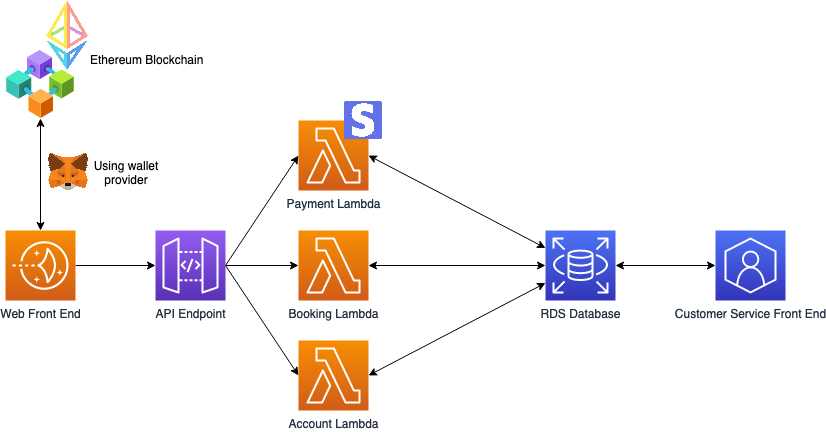 Ethereum Blockchain
Using wallet
provider
S
Payment Lambda
Web Front End
API Endpoint
</>
Booking Lambda
RDS Database
Customer Service Front End
Account Lambda